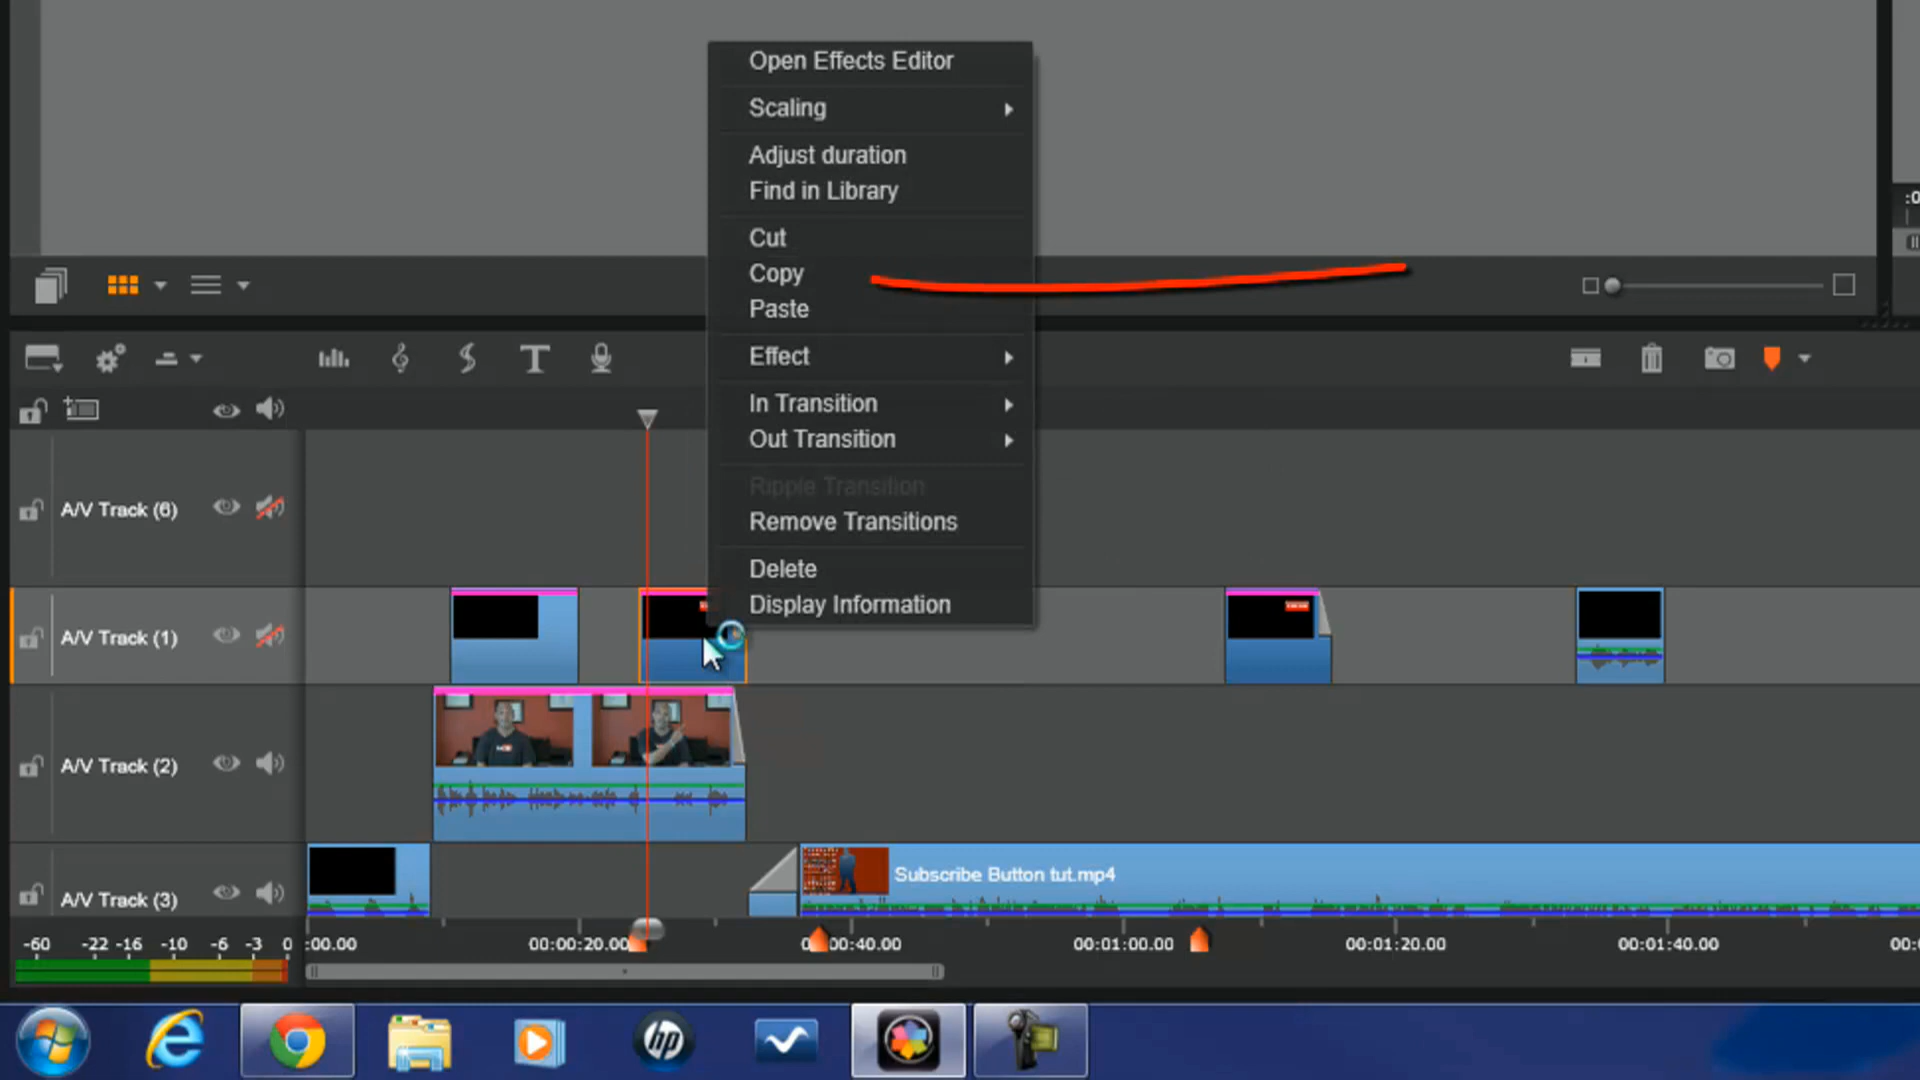 Open Effects Editor
Scaling
Adjust duration
Find in Library
Cut
Copy
Paste
Effect
In Transition
Out Transition
Ripple Transition
Remove Transitions
Delete
Display Information
:0
A/V Track (6)
A/V Track (1)
A/V Track (2)
A/V Track (3)
Subscribe Button tut.mp4
-60 -22 -16 -10 -6 -3 0
:00.00 00:00:20.00 00:00:40.00 00:01:00.00 00:01:20.00 00:01:40.00 00:0
hp